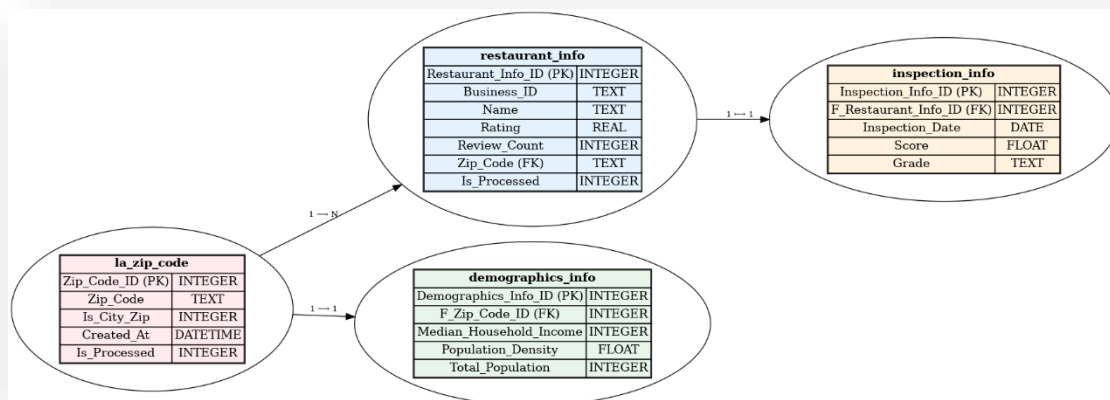 restaurant_info
Restaurant_Info_ID (PK) INTEGER
Business_ID TEXT
Name TEXT
Rating REAL
Review_Count INTEGER
Zip_Code (FK) TEXT
Is_Processed INTEGER
1 ⟶ 1
inspection_info
Inspection_Info_ID (PK) INTEGER
F_Restaurant_Info_ID (FK) INTEGER
Inspection_Date DATE
Score FLOAT
Grade TEXT
1 ⟶ N
la_zip_code
Zip_Code_ID (PK) INTEGER
Zip_Code TEXT
Is_City_Zip INTEGER
Created_At DATETIME
Is_Processed INTEGER
1 ⟶ 1
demographics_info
Demographics_Info_ID (PK) INTEGER
F_Zip_Code_ID (FK) INTEGER
Median_Household_Income INTEGER
Population_Density FLOAT
Total_Population INTEGER